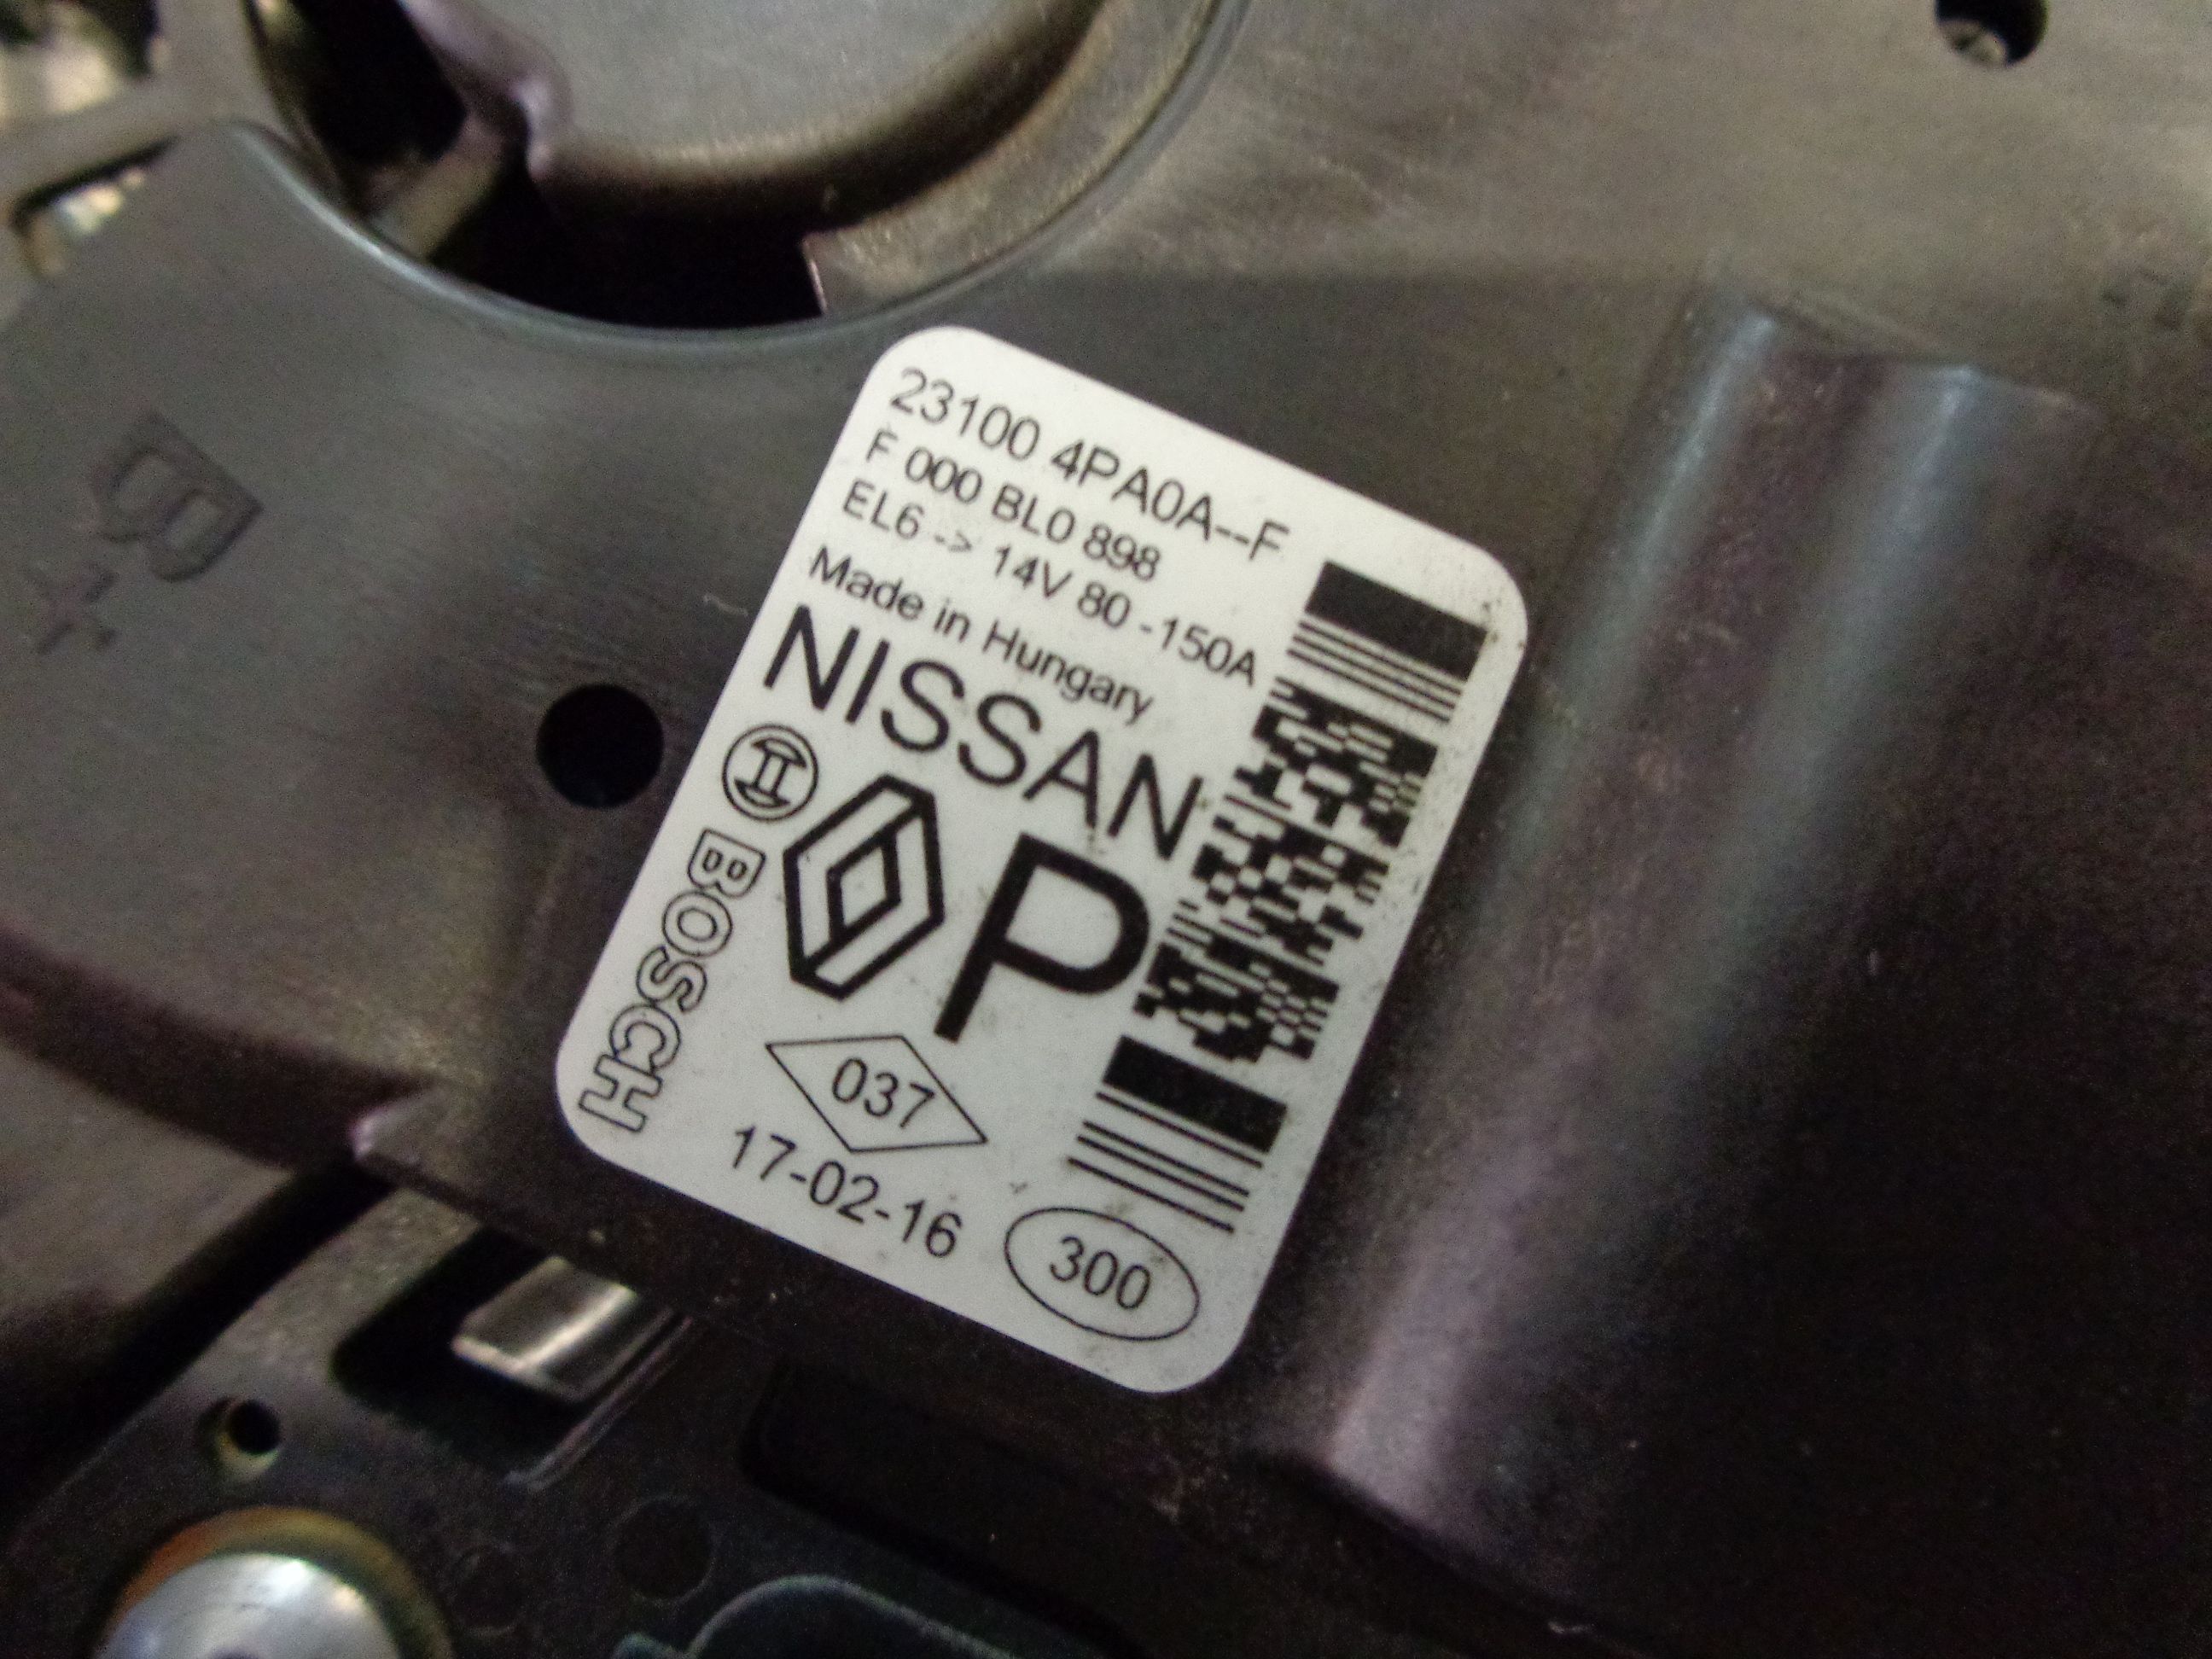 23100 4PA0A--F
F 000 BL0 898
EL6 -> 14V 80 -150A
Made in Hungary
NISSAN
BOSCH
P
037
17-02-16
300
B+